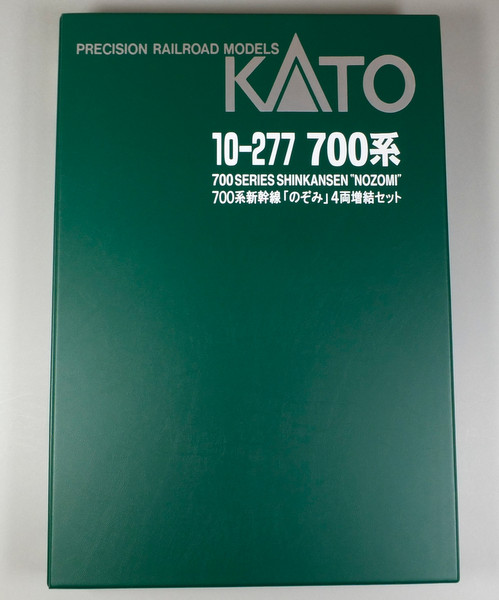 PRECISION RAILROAD MODELS
KATO
10-277 700系
700 SERIES SHINKANSEN "NOZOMI"
700系新幹線「のぞみ」4両増結セット